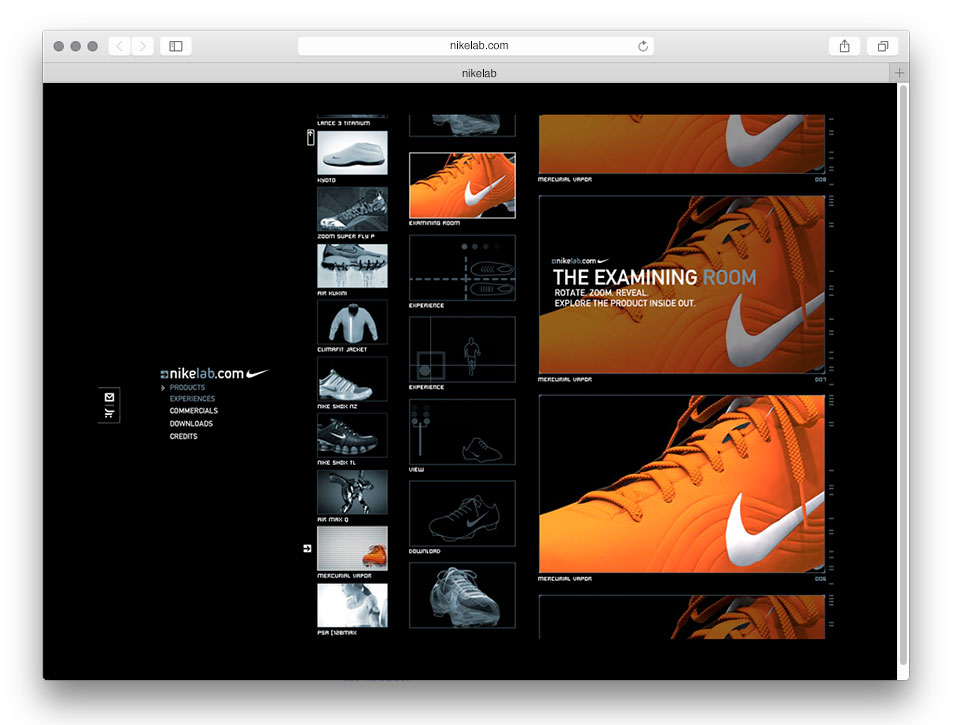 nikelab.com
nikelab
nikelab.com
PRODUCTS
EXPERIENCES
COMMERCIALS
DOWNLOADS
CREDITS
LANCE 3 TITANIUM
KYOTO
ZOOM SUPER FLY P
AIR KUKINI
CLIMAFIT JACKET
NIKE SHOX NZ
NIKE SHOX TL
AIR MAX Q
MERCURIAL VAPOR
PSA [128MAX
EXAMINING ROOM
EXPERIENCE
EXPERIENCE
VIEW
DOWNLOAD
MERCURIAL VAPOR 008
nikelab.com
THE EXAMINING ROOM
ROTATE. ZOOM. REVEAL.
EXPLORE THE PRODUCT INSIDE OUT.
MERCURIAL VAPOR 007
MERCURIAL VAPOR 006